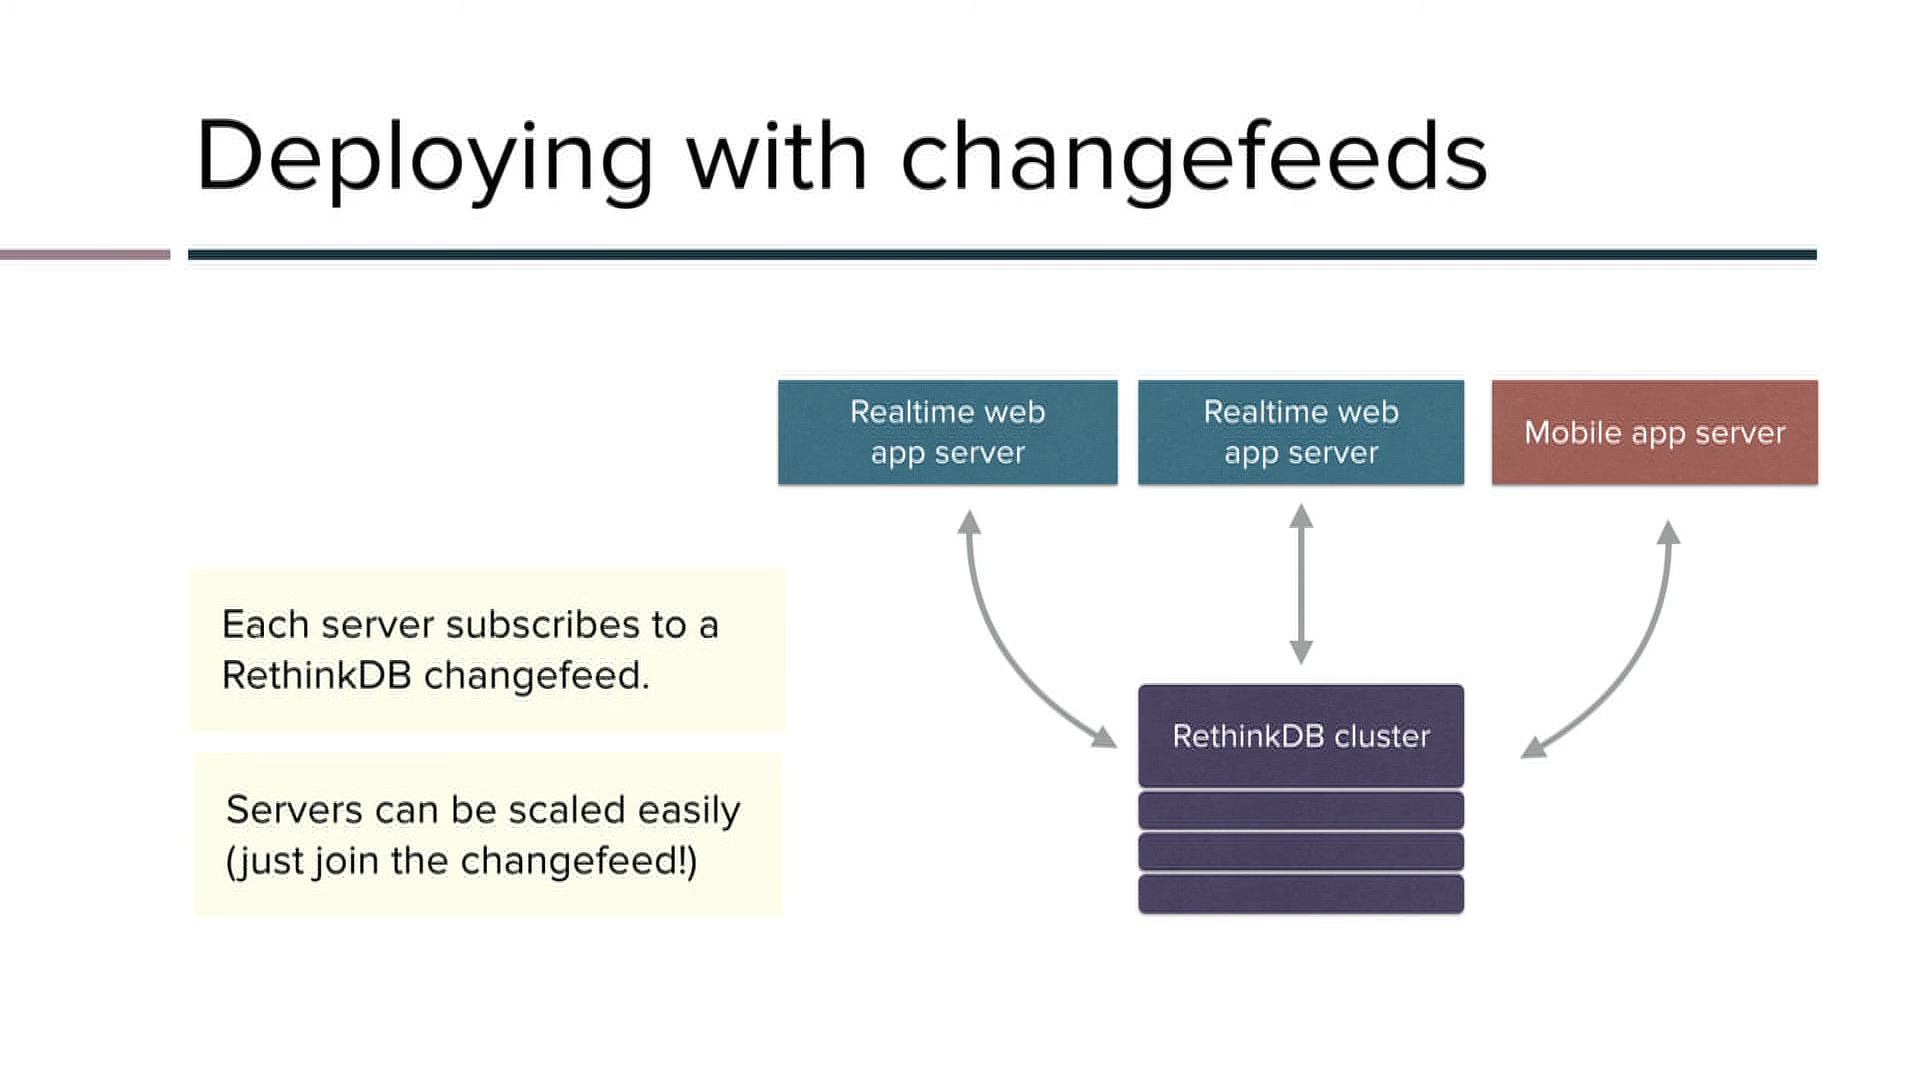 Deploying with changefeeds
Realtime web
app server
Realtime web
app server
Mobile app server
Each server subscribes to a
RethinkDB changefeed.
RethinkDB cluster
Servers can be scaled easily
(just join the changefeed!)